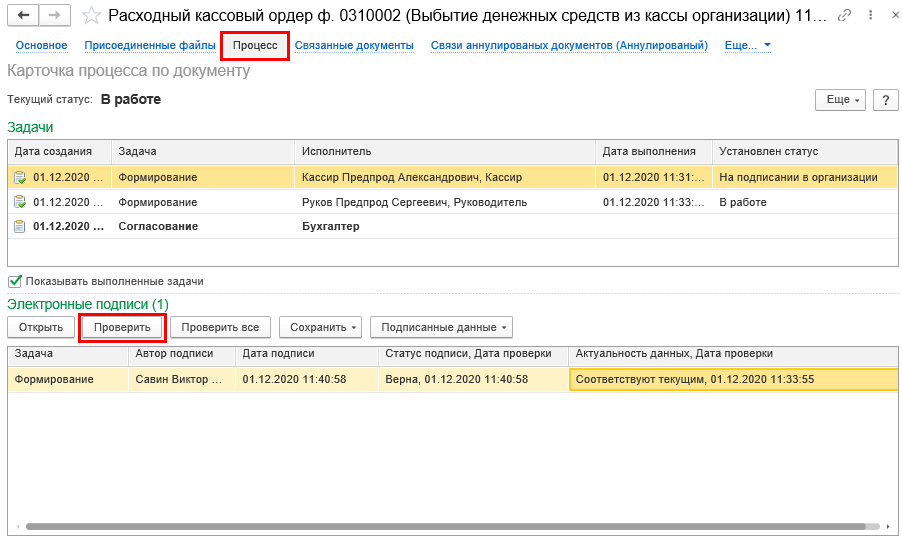 Расходный кассовый ордер ф. 0310002 (Выбытие денежных средств из кассы организации) 11...
Основное Присоединенные файлы Процесс Связанные документы Связи аннулированых документов (Аннулированый) Еще...
Карточка процесса по документу
Текущий статус: В работе Еще ?
Задачи
Дата создания Задача Исполнитель Дата выполнения Установлен статус
01.12.2020 ... Формирование Кассир Предпрод Александрович, Кассир 01.12.2020 11:31:... На подписании в организации
01.12.2020 ... Формирование Руков Предпрод Сергеевич, Руководитель 01.12.2020 11:33:... В работе
01.12.2020 ... Согласование Бухгалтер
Показывать выполненные задачи
Электронные подписи (1)
Открыть Проверить Проверить все Сохранить Подписанные данные
Задача Автор подписи Дата подписи Статус подписи, Дата проверки Актуальность данных, Дата проверки
Формирование Савин Виктор ... 01.12.2020 11:40:58 Верна, 01.12.2020 11:40:58 Соответствуют текущим, 01.12.2020 11:33:55